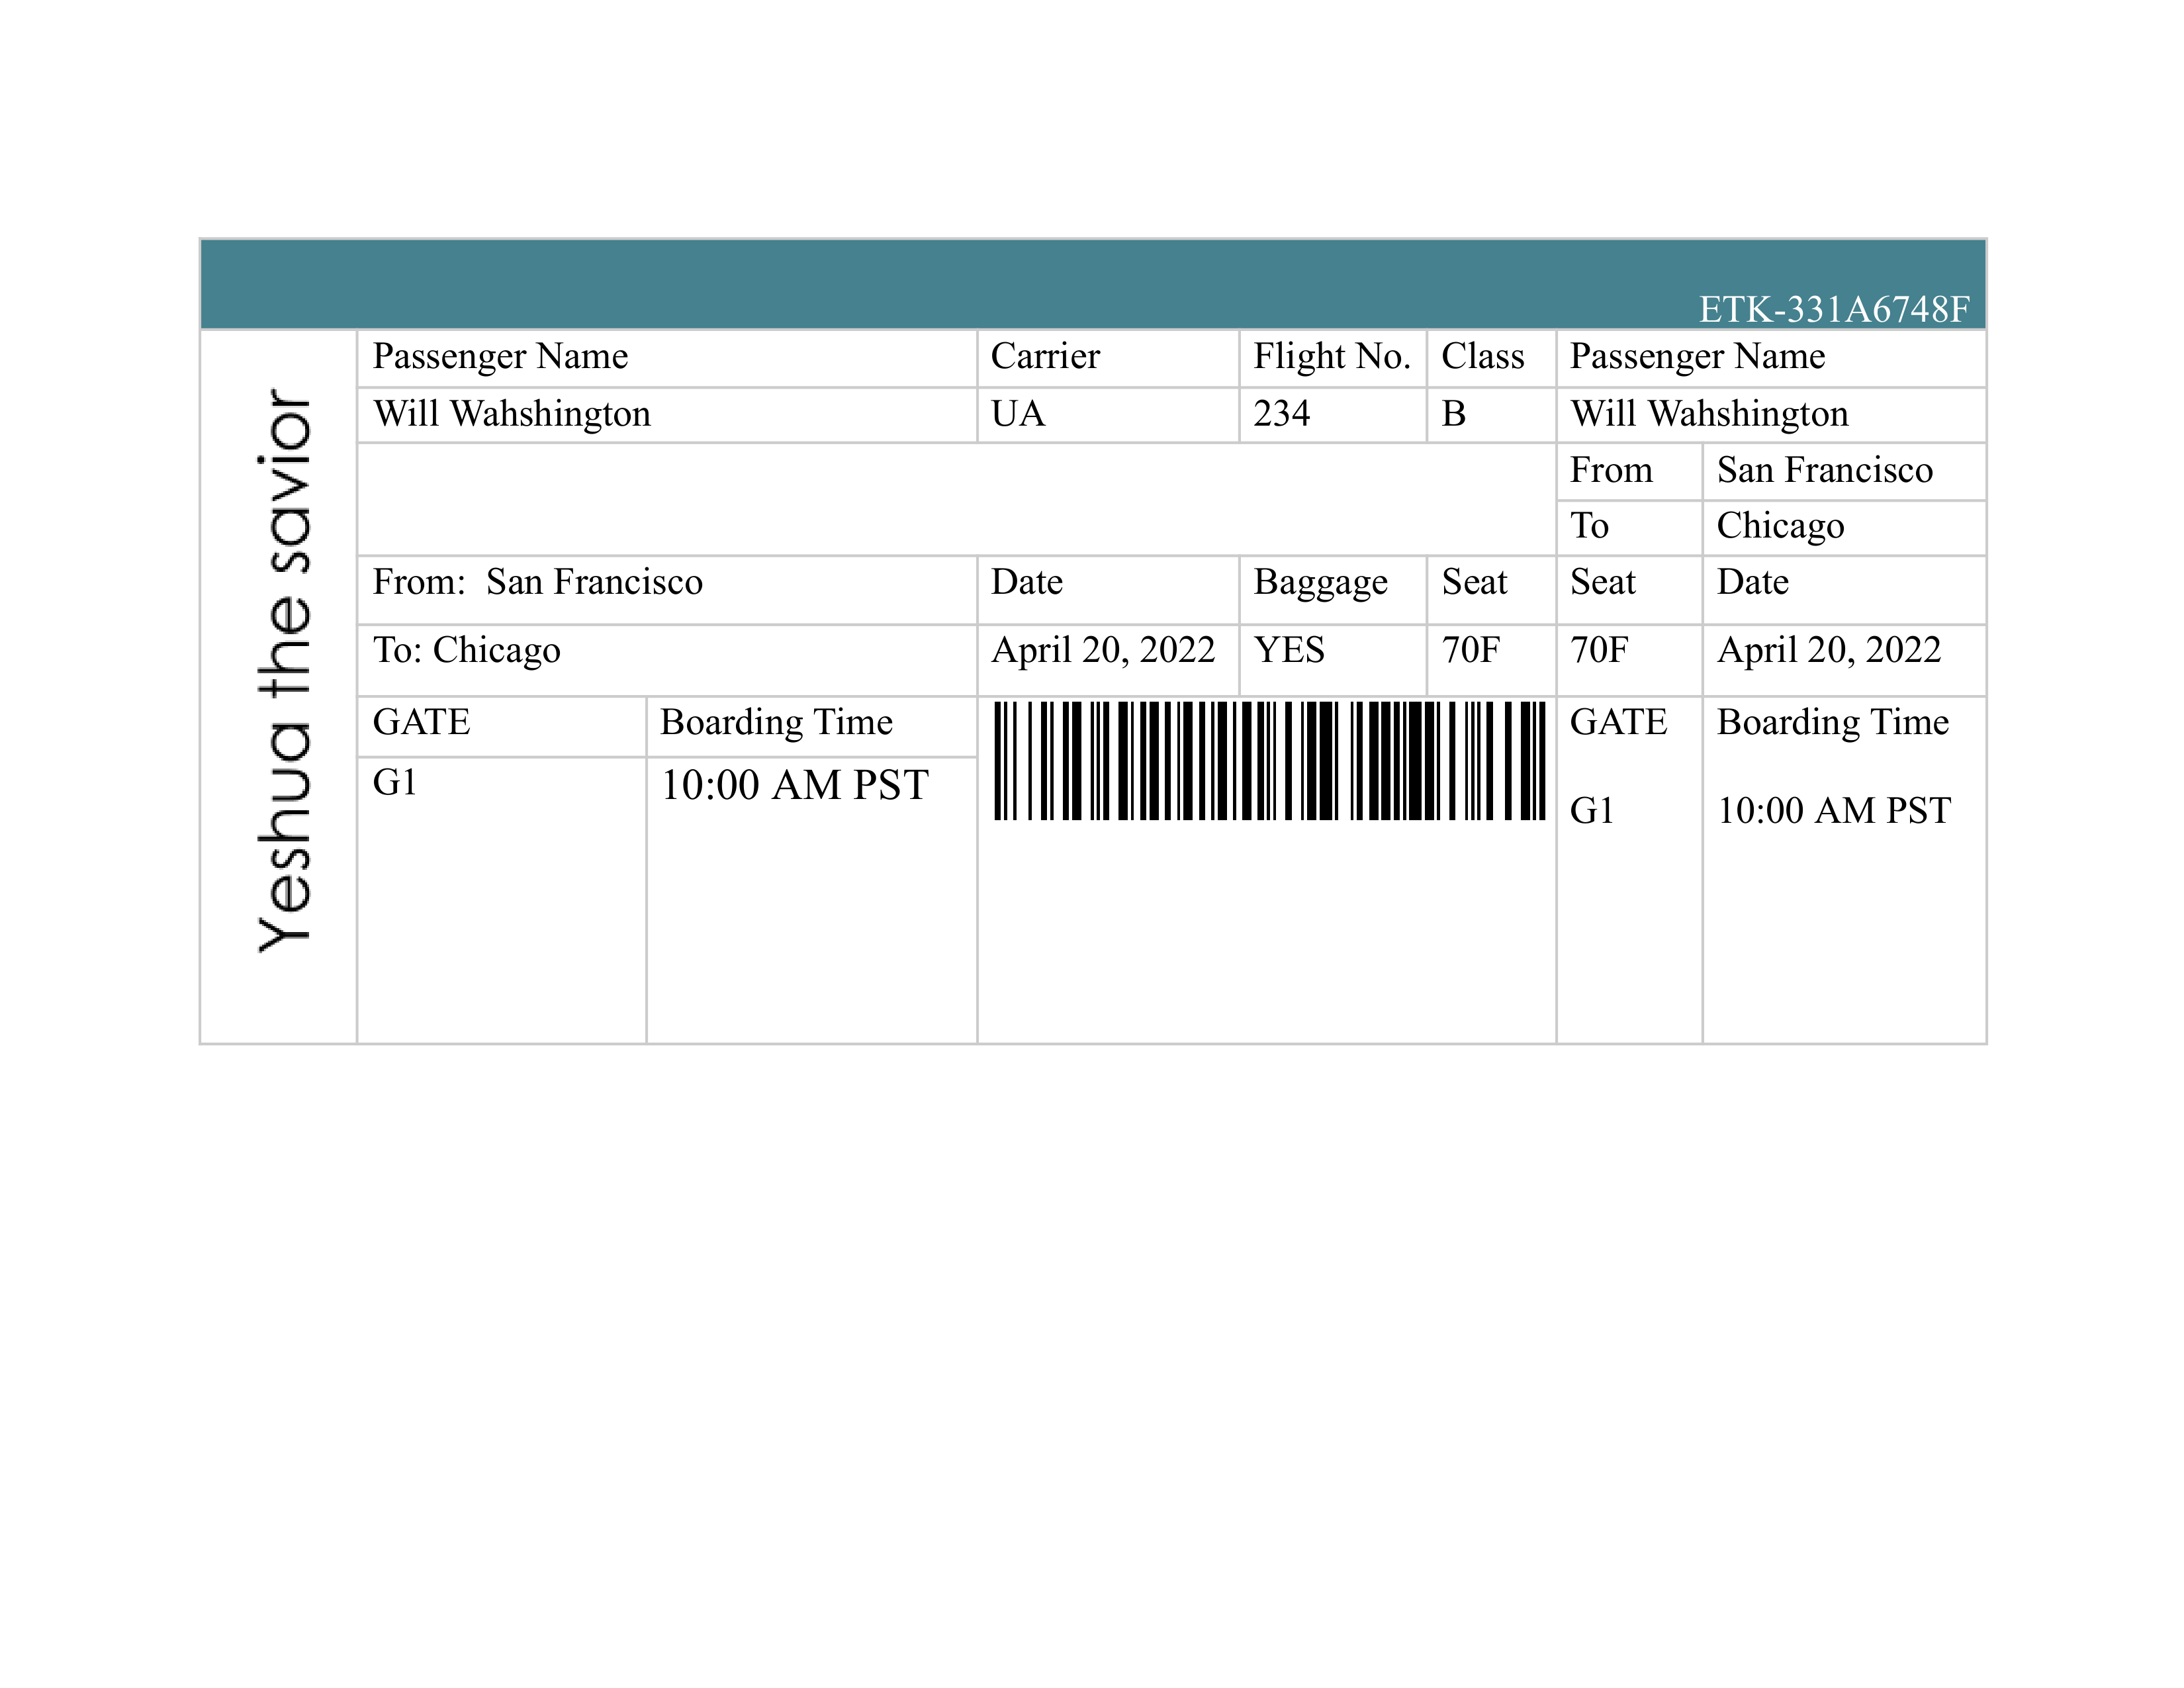 ETK-331A6748F
Yeshua the savior
Passenger Name Carrier Flight No. Class Passenger Name
Will Wahshington UA 234 B Will Wahshington
From San Francisco
To Chicago
From: San Francisco Date Baggage Seat Seat Date
To: Chicago April 20, 2022 YES 70F 70F April 20, 2022
GATE Boarding Time GATE Boarding Time
G1 10:00 AM PST G1 10:00 AM PST